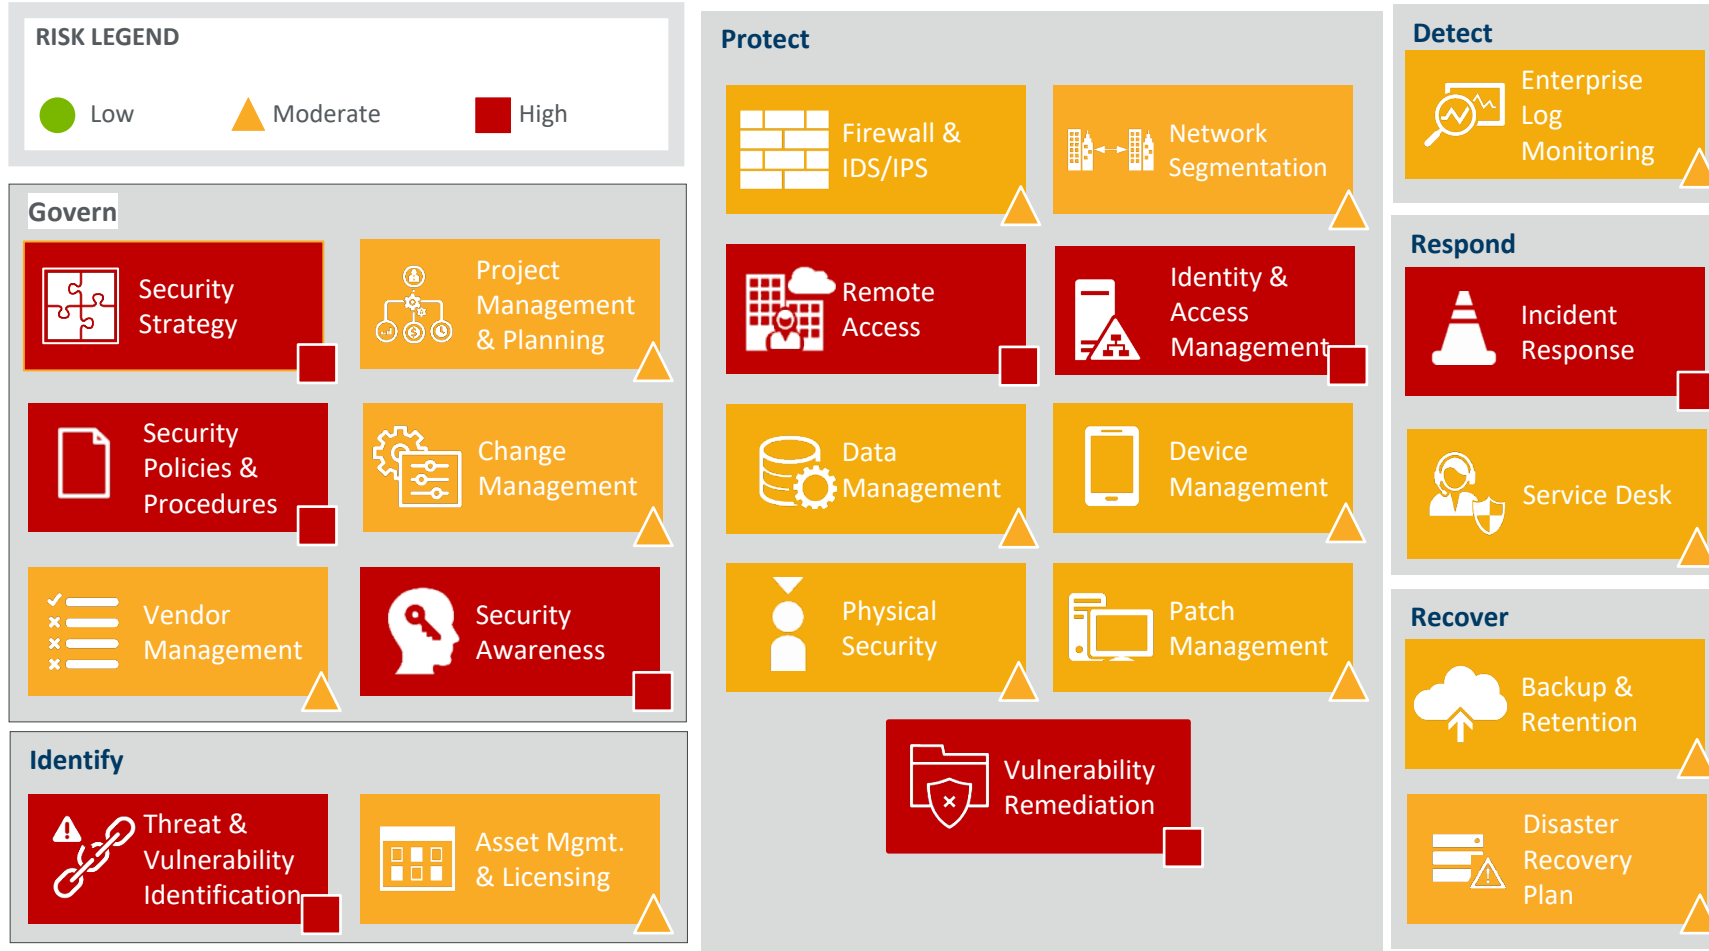 RISK LEGEND
Low
Moderate
High
Govern
Security
Strategy
Project
Management
& Planning
Security
Policies &
Procedures
Change
Management
Vendor
Management
Security
Awareness
Identify
Threat &
Vulnerability
Identification
Asset Mgmt.
& Licensing
Protect
Firewall &
IDS/IPS
Network
Segmentation
Remote
Access
Identity &
Access
Management
Data
Management
Device
Management
Physical
Security
Patch
Management
Vulnerability
Remediation
Detect
Enterprise
Log
Monitoring
Respond
Incident
Response
Service Desk
Recover
Backup &
Retention
Disaster
Recovery
Plan